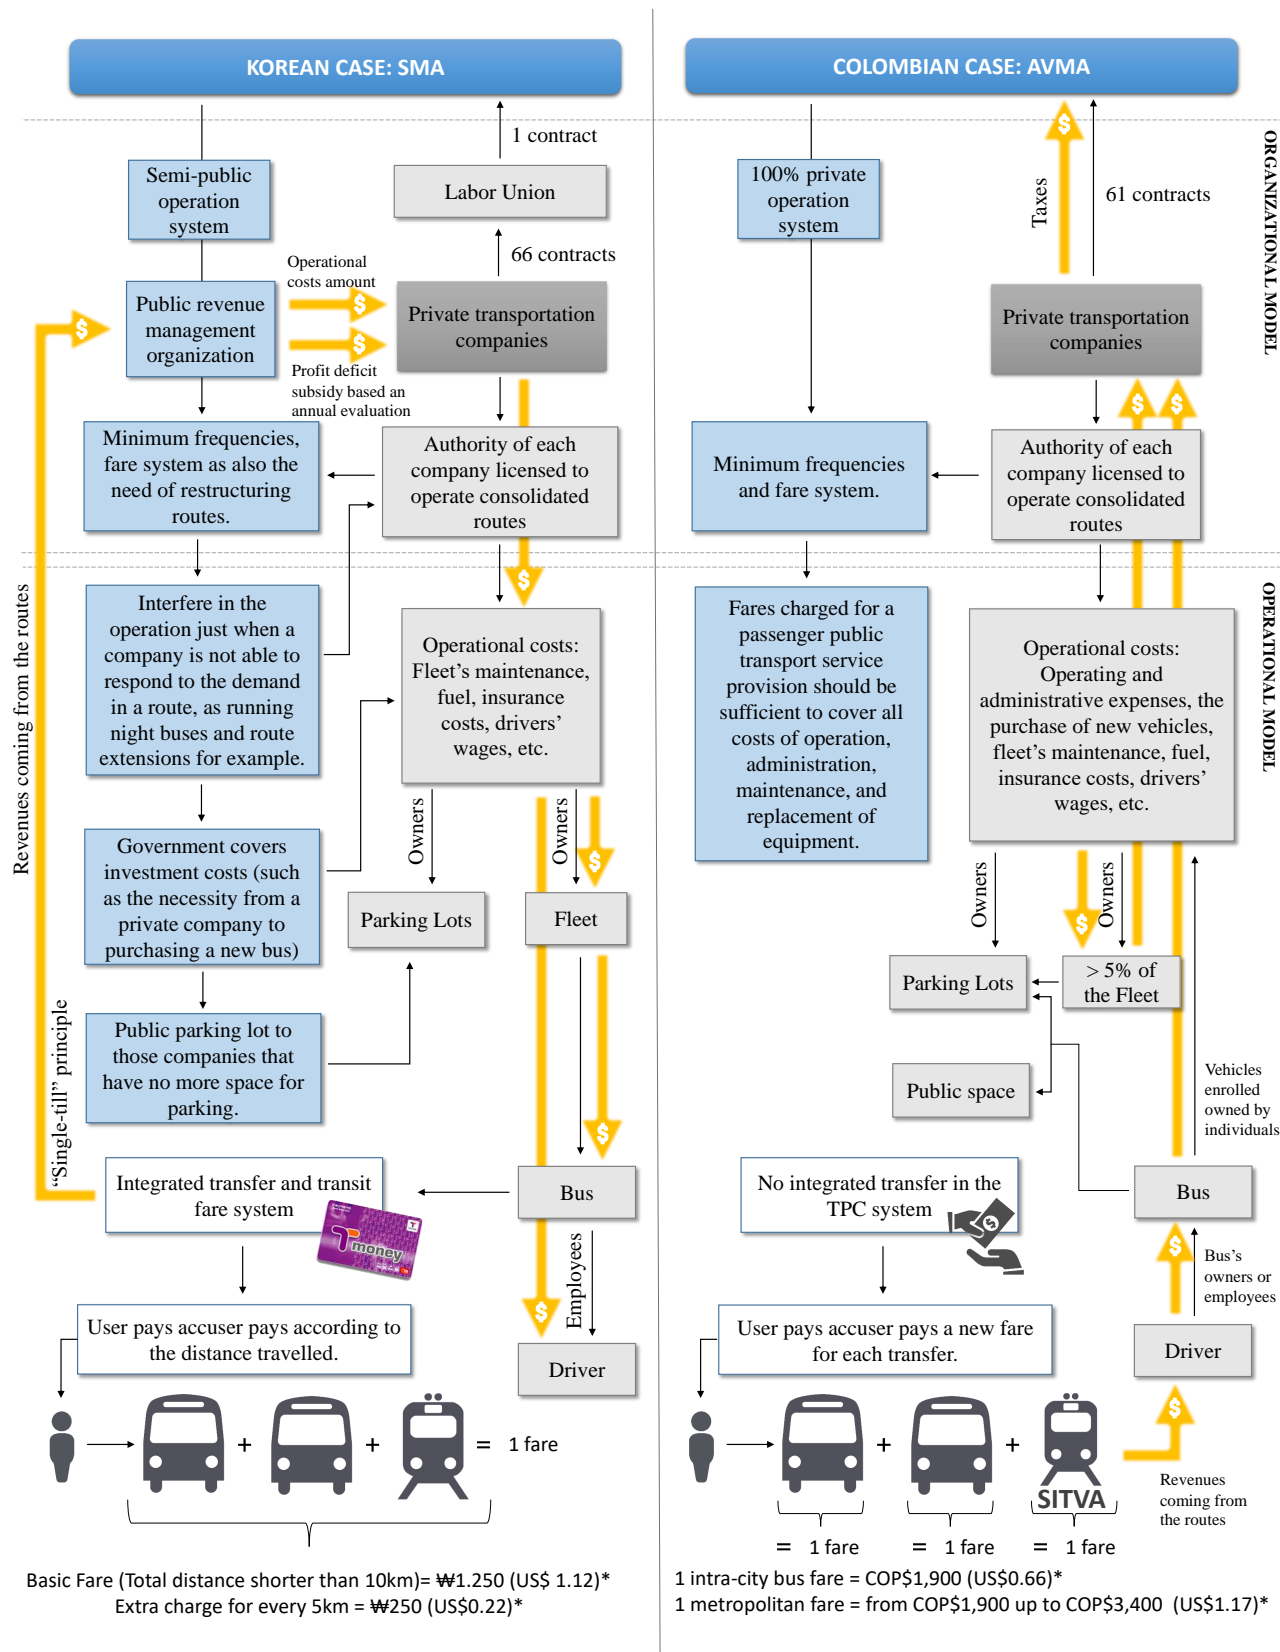 KOREAN CASE: SMA
1 contract
Semi-public
operation
system
Labor Union
66 contracts
Operational
costs amount
Public revenue
management
organization
Private transportation
companies
Profit deficit
subsidy based an
annual evaluation
Minimum frequencies,
fare system as also the
need of restructuring
routes.
Authority of each
company licensed to
operate consolidated
routes
Interfere in the
operation just when a
company is not able to
respond to the demand
in a route, as running
night buses and route
extensions for example.
Operational costs:
Fleet's maintenance,
fuel, insurance
costs, drivers'
wages, etc.
Revenues coming from the routes
Owners
Owners
Government covers
investment costs (such
as the necessity from a
private company to
purchasing a new bus)
Parking Lots
Fleet
Public parking lot to
those companies that
have no more space for
parking.
"Single-till" principle
Integrated transfer and transit
fare system
T money
Bus
Employees
User pays accuser pays according to
the distance travelled.
Driver
+ + = 1 fare
Basic Fare (Total distance shorter than 10km)= ₩1.250 (US$ 1.12)*
Extra charge for every 5km = ₩250 (US$0.22)*
COLOMBIAN CASE: AVMA
ORGANIZATIONAL MODEL
100% private
operation
system
Taxes
61 contracts
Private transportation
companies
Minimum frequencies
and fare system.
Authority of each
company licensed to
operate consolidated
routes
OPERATIONAL MODEL
Fares charged for a
passenger public
transport service
provision should be
sufficient to cover all
costs of operation,
administration,
maintenance, and
replacement of
equipment.
Operational costs:
Operating and
administrative expenses, the
purchase of new vehicles,
fleet's maintenance, fuel,
insurance costs, drivers'
wages, etc.
Owners
Owners
Parking Lots
> 5% of
the Fleet
Public space
Vehicles
enrolled
owned by
individuals
No integrated transfer in the
TPC system
Bus
Bus's
owners or
employees
User pays accuser pays a new fare
for each transfer.
Driver
+ +
SITVA
Revenues
coming from
the routes
= 1 fare = 1 fare = 1 fare
1 intra-city bus fare = COP$1,900 (US$0.66)*
1 metropolitan fare = from COP$1,900 up to COP$3,400 (US$1.17)*